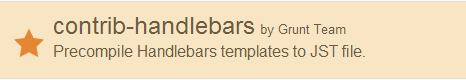 contrib-handlebars by Grunt Team
Precompile Handlebars templates to JST file.